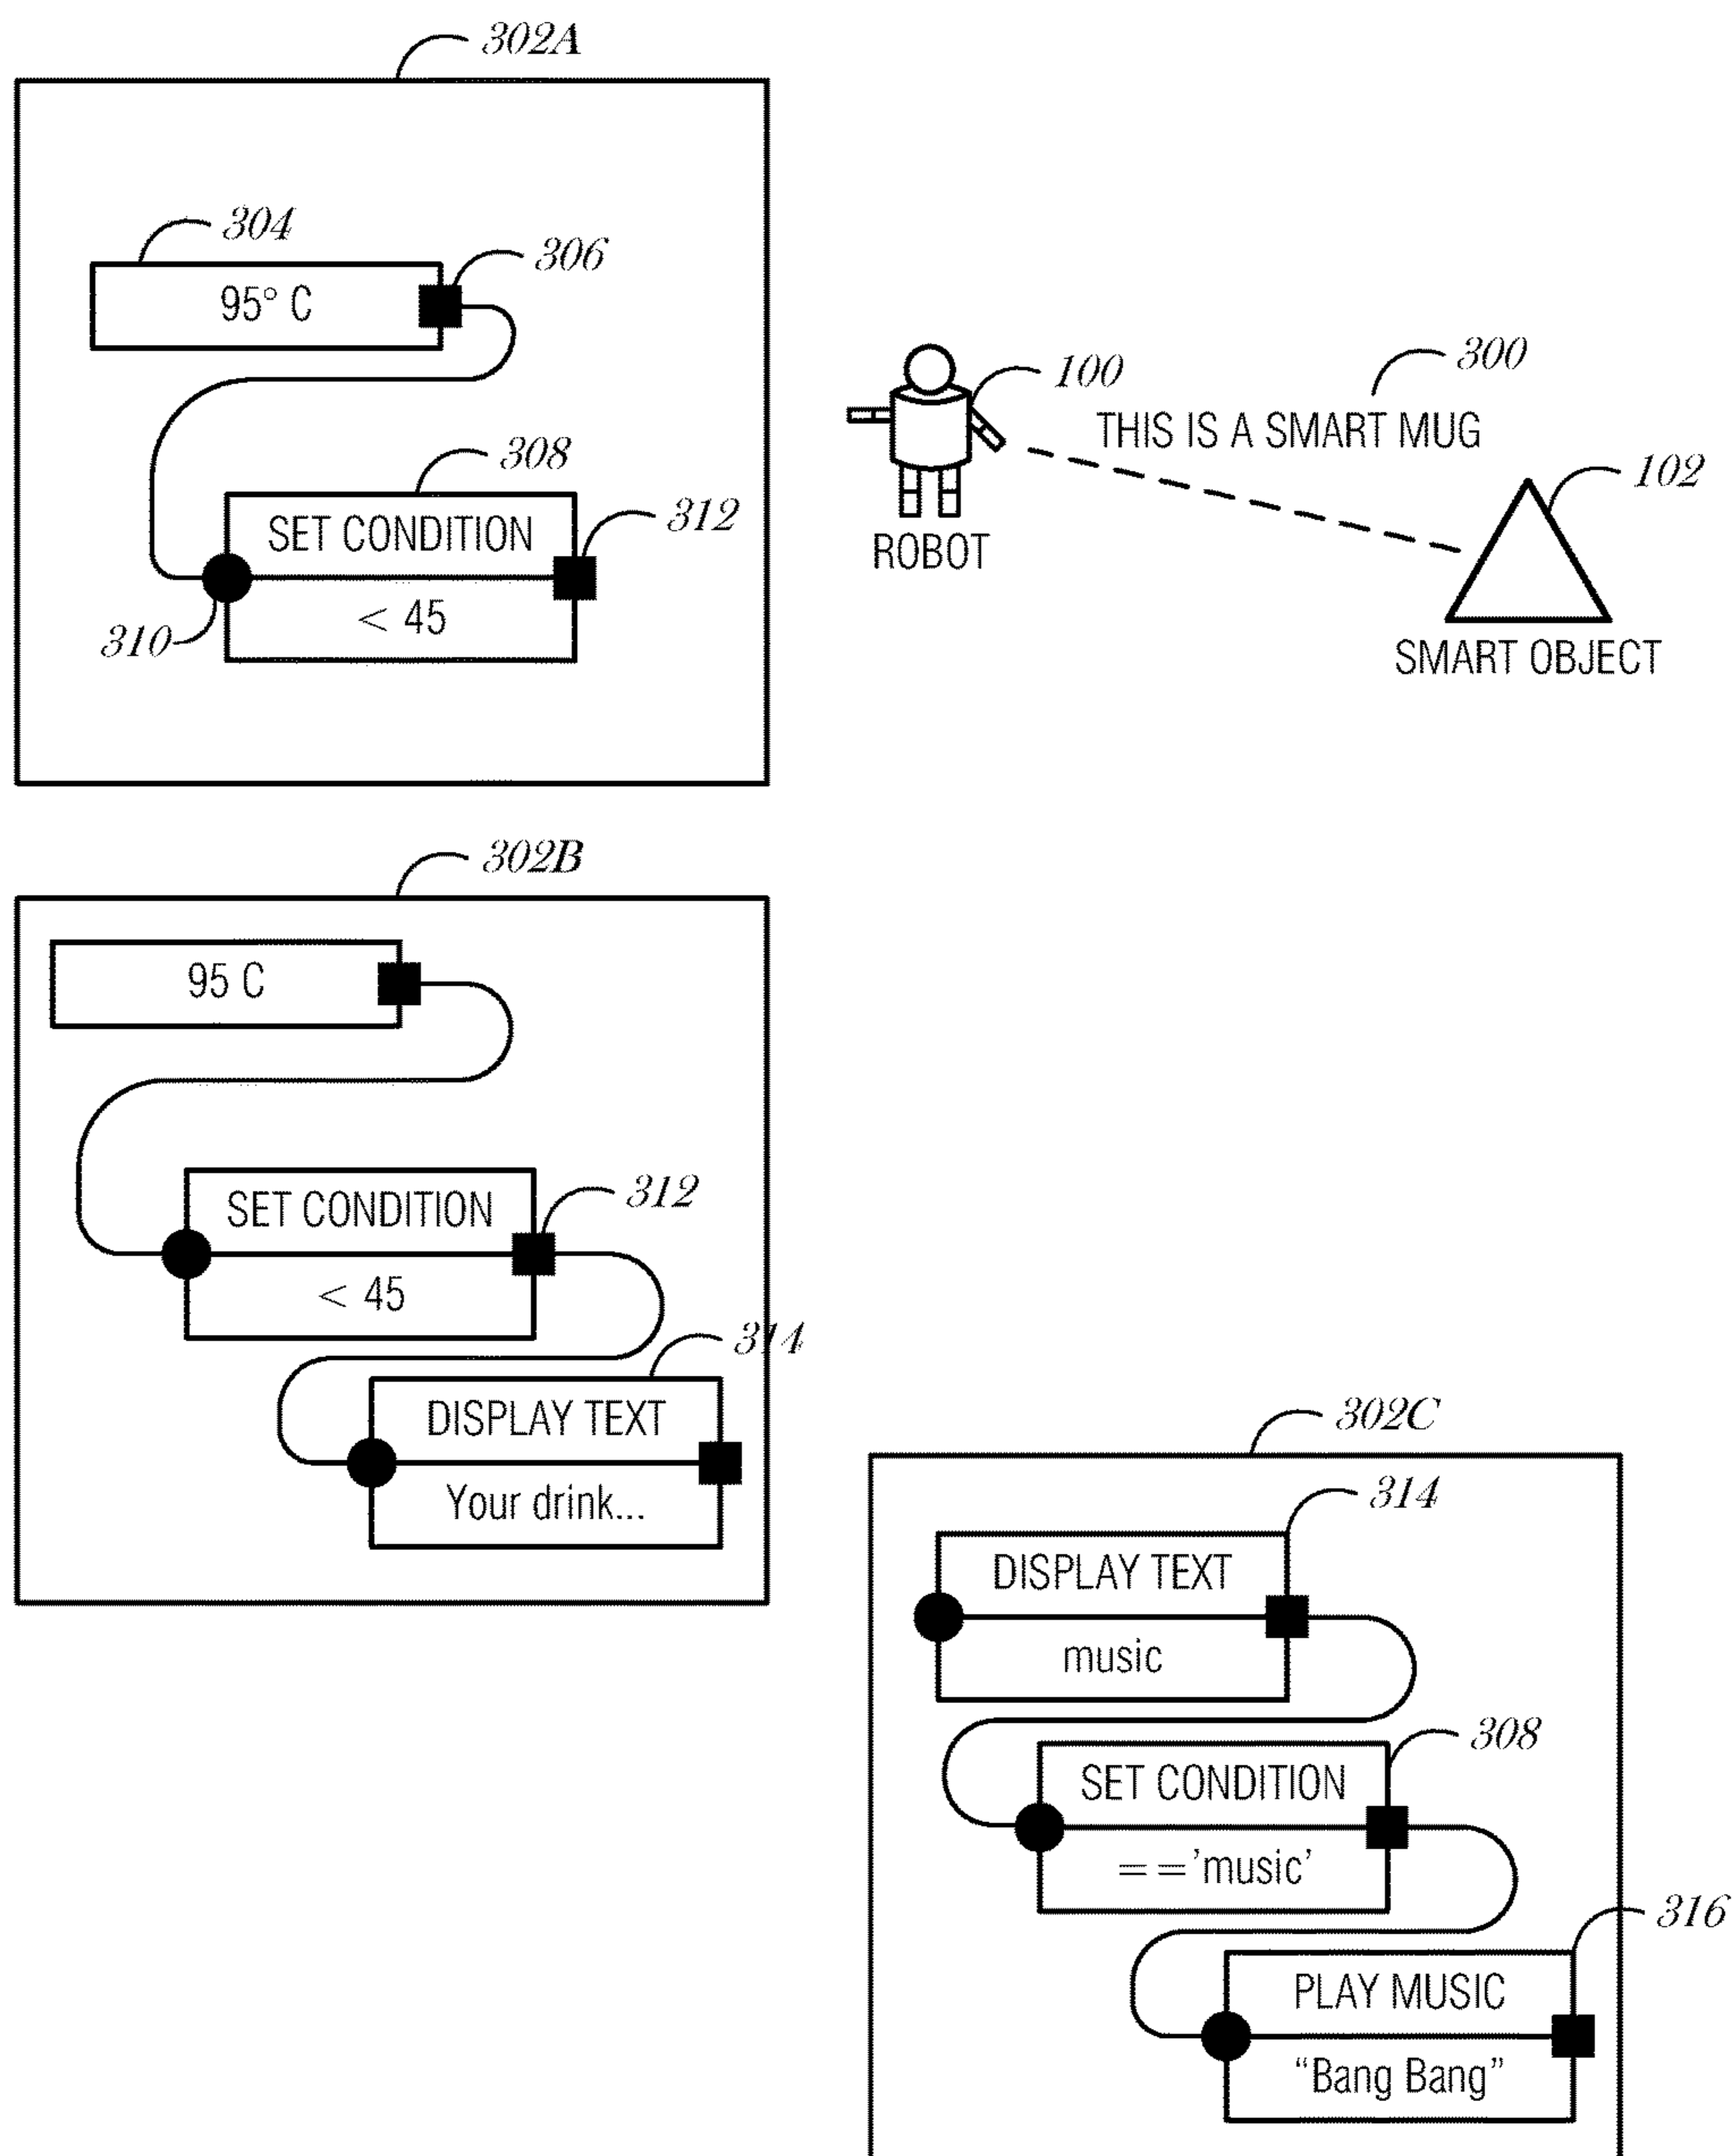 302A
304
306
95° C
308
SET CONDITION
312
< 45
310
300
100
THIS IS A SMART MUG
102
ROBOT
SMART OBJECT
302B
95 C
SET CONDITION
312
< 45
314
DISPLAY TEXT
Your drink...
302C
314
DISPLAY TEXT
music
308
SET CONDITION
=='music'
316
PLAY MUSIC
“Bang Bang”